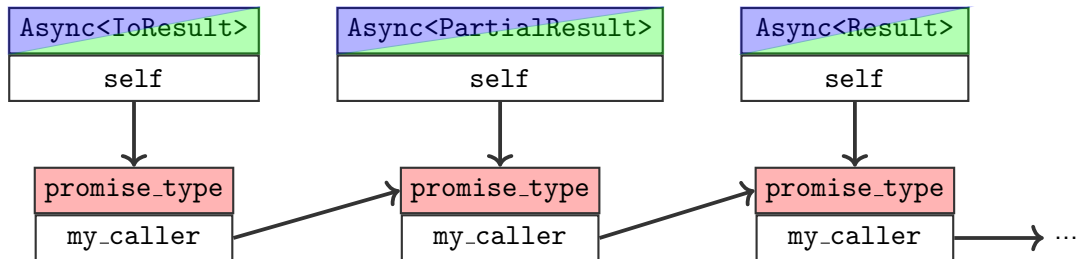 Async<IoResult> Async<PartialResult> Async<Result>
self self self
promise_type promise_type promise_type
my_caller my_caller my_caller ...